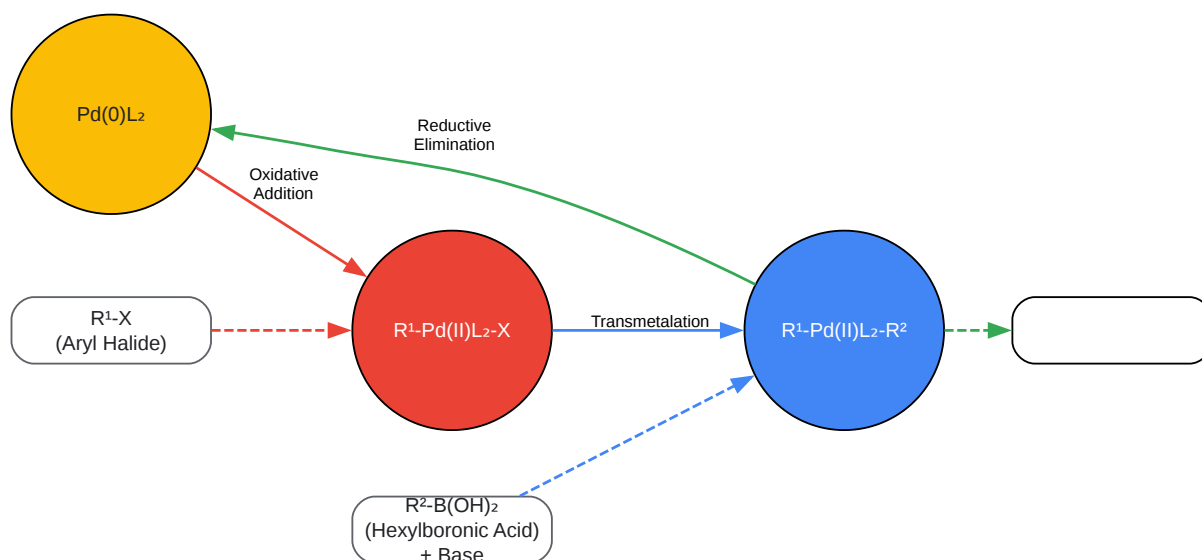 Pd(0)L₂
Reductive
Elimination
Oxidative
Addition
R¹-X
(Aryl Halide)
R¹-Pd(II)L₂-X
Transmetalation
R¹-Pd(II)L₂-R²
R²-B(OH)₂
(Hexylboronic Acid)
+ Base